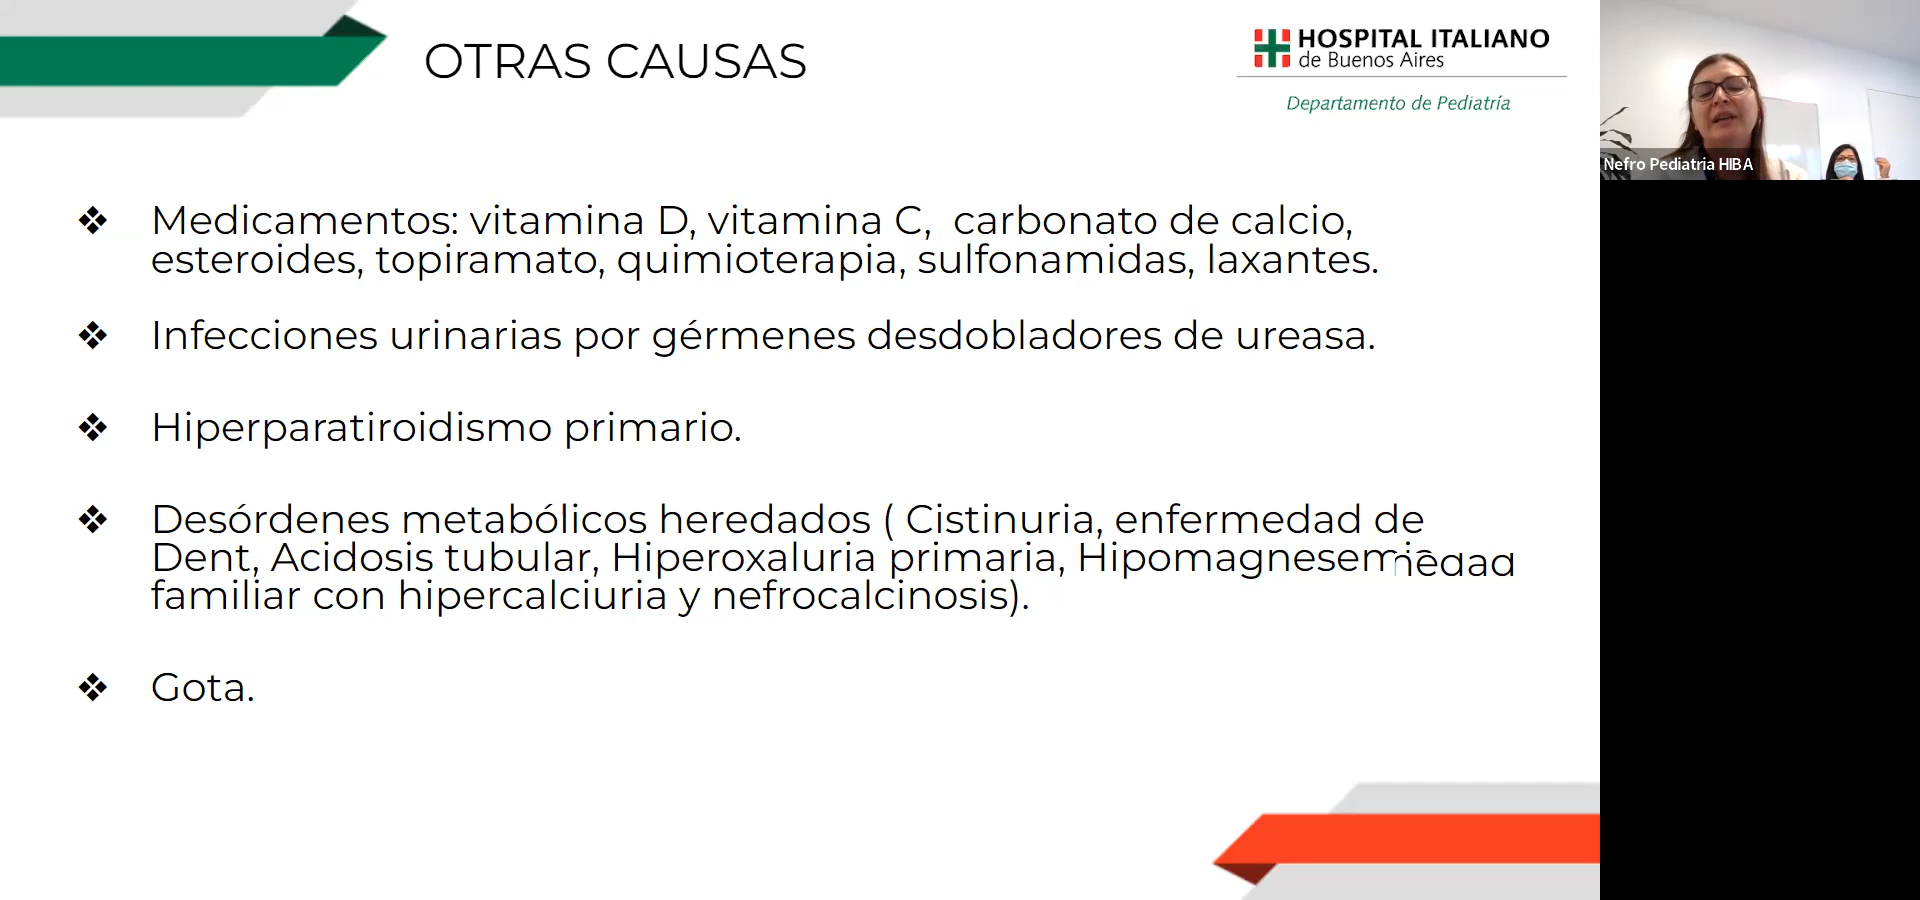 OTRAS CAUSAS
HOSPITAL ITALIANO
de Buenos Aires
Departamento de Pediatría
Nefro Pediatria HIBA
❖ Medicamentos: vitamina D, vitamina C, carbonato de calcio,
esteroides, topiramato, quimioterapia, sulfonamidas, laxantes.
❖ Infecciones urinarias por gérmenes desdobladores de ureasa.
❖ Hiperparatiroidismo primario.
❖ Desórdenes metabólicos heredados ( Cistinuria, enfermedad de
Dent, Acidosis tubular, Hiperoxaluria primaria,
familiar con hipercalciuria y nefrocalcinosis).
❖ Gota.